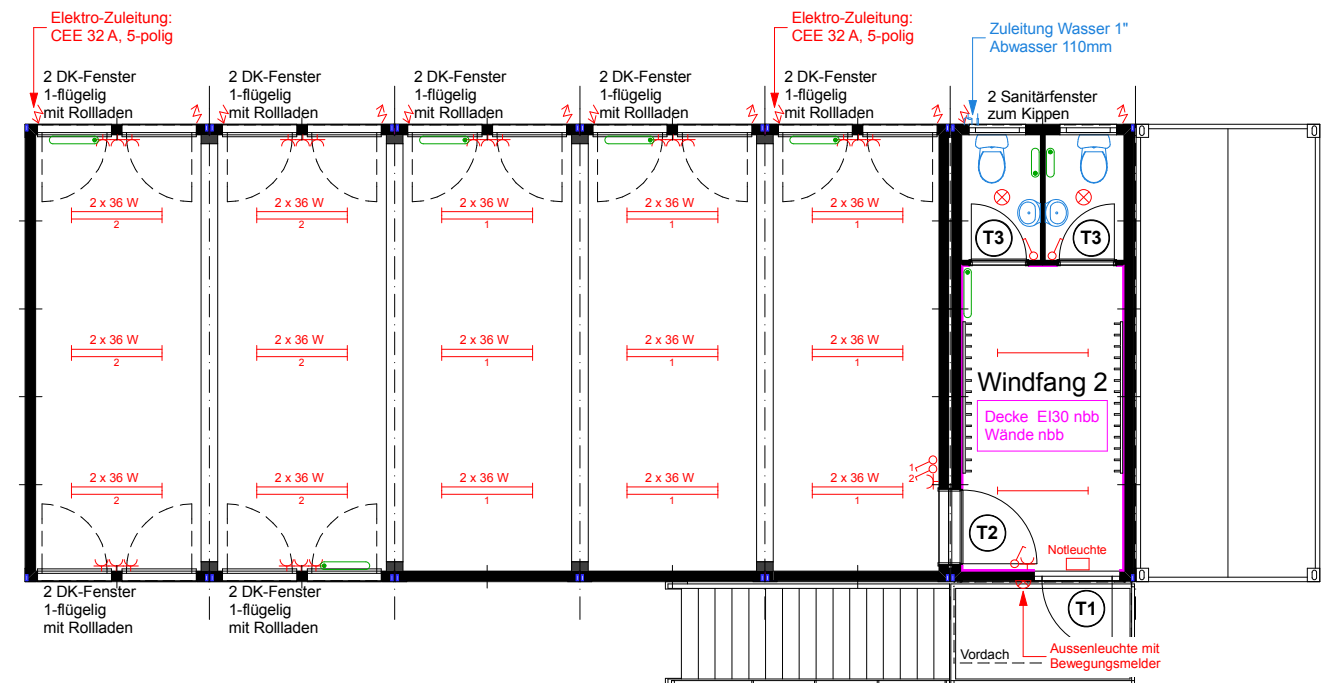 Elektro-Zuleitung:
CEE 32 A, 5-polig
Elektro-Zuleitung:
CEE 32 A, 5-polig
Zuleitung Wasser 1"
Abwasser 110mm
2 DK-Fenster
1-flügelig
mit Rollladen
2 DK-Fenster
1-flügelig
mit Rollladen
2 DK-Fenster
1-flügelig
mit Rollladen
2 DK-Fenster
1-flügelig
mit Rollladen
2 DK-Fenster
1-flügelig
mit Rollladen
2 Sanitärfenster
zum Kippen
2 x 36 W
2
2 x 36 W
2
2 x 36 W
1
2 x 36 W
1
2 x 36 W
1
T3
T3
2 x 36 W
2
2 x 36 W
2
2 x 36 W
1
2 x 36 W
1
2 x 36 W
1
Windfang 2
Decke EI30 nbb
Wände nbb
2 x 36 W
2
2 x 36 W
2
2 x 36 W
1
2 x 36 W
1
2 x 36 W
1
1
2
T2
Notleuchte
2 DK-Fenster
1-flügelig
mit Rollladen
2 DK-Fenster
1-flügelig
mit Rollladen
T1
Vordach
Aussenleuchte mit
Bewegungsmelder